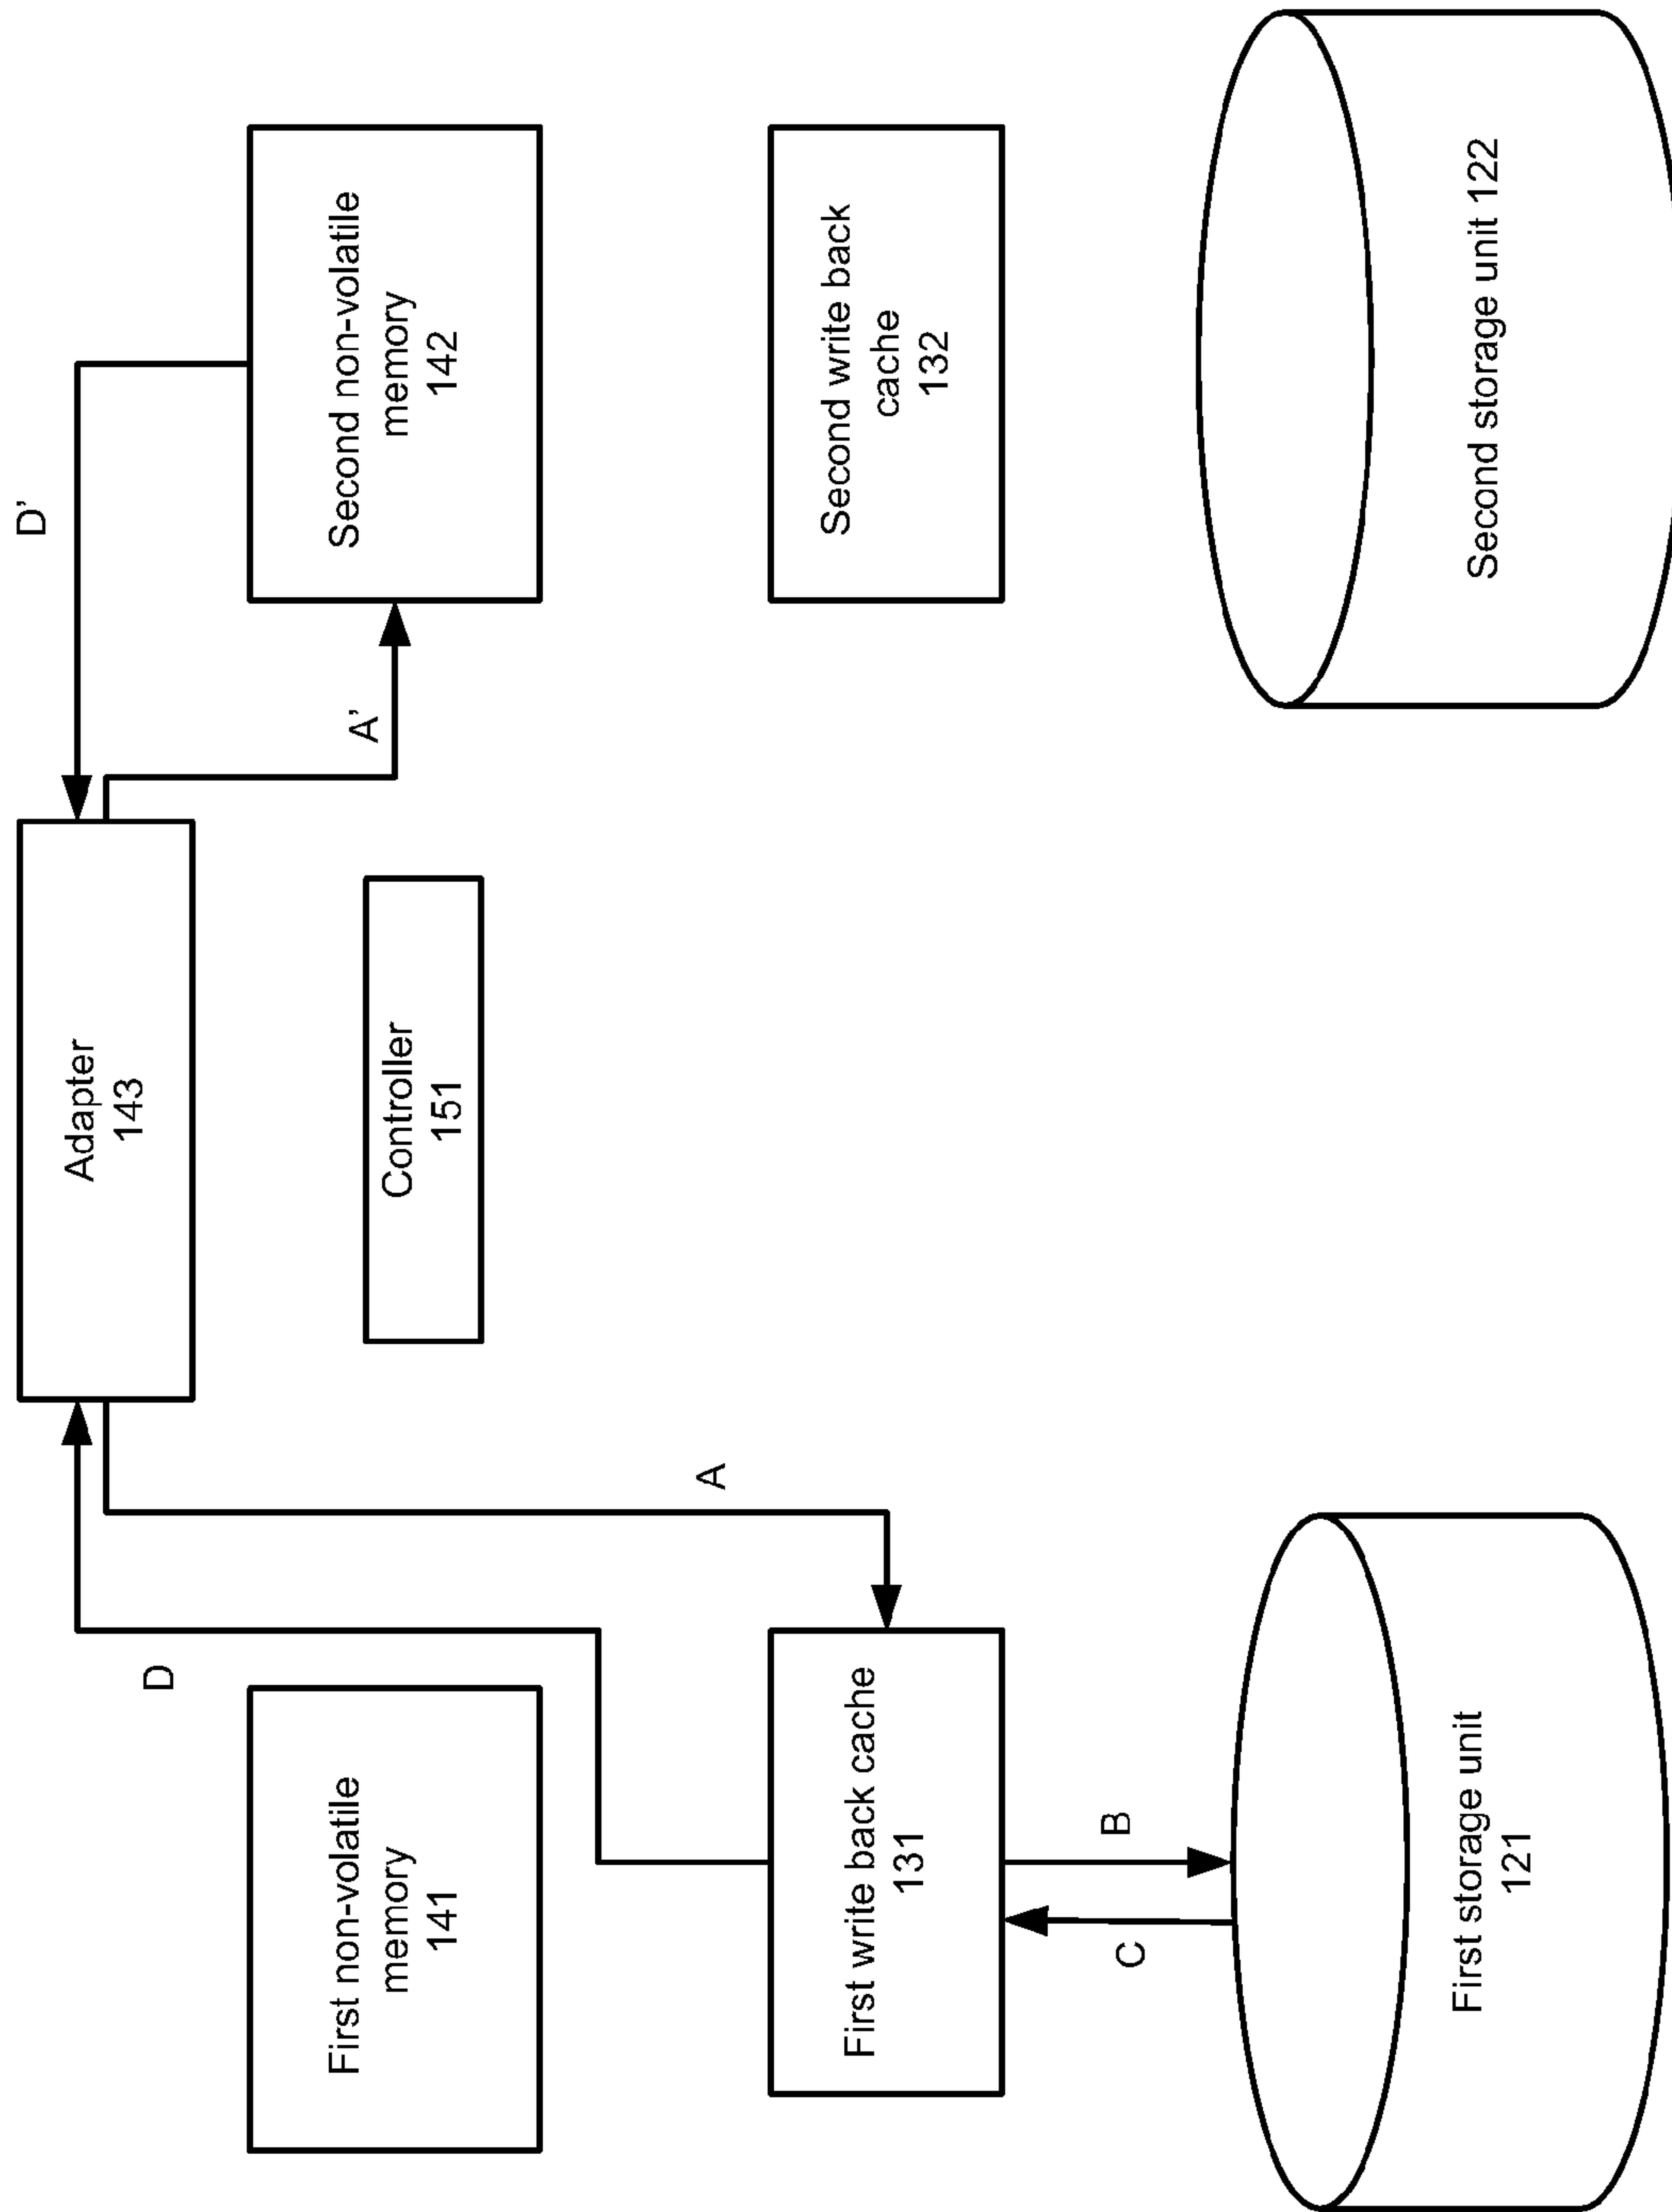 Adapter
143
D'
D
A'
First non-volatile
memory
141
Controller
151
Second non-volatile
memory
142
A
First write back cache
131
Second write back
cache
132
C
B
First storage unit
121
Second storage unit 122